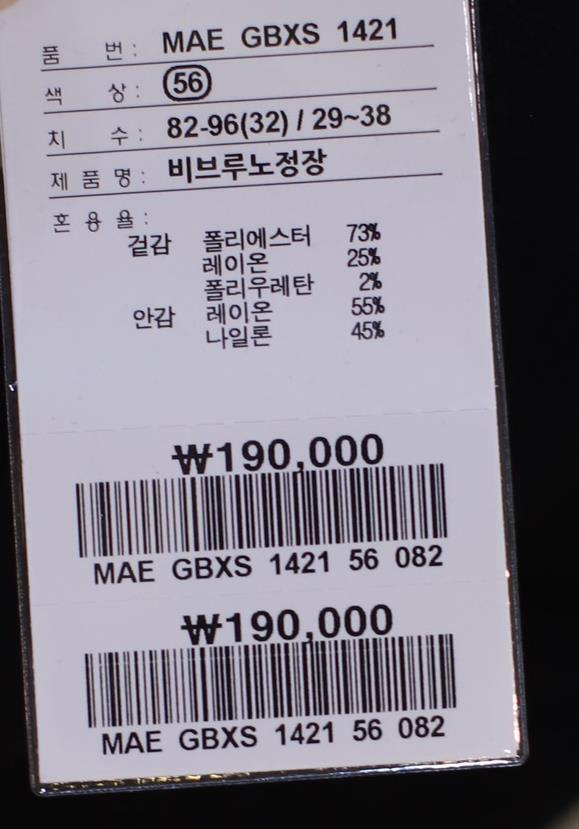 품 번: MAE GBXS 1421
색 상: 56
치 수: 82-96(32) / 29~38
제 품 명: 비브루노정장
혼 용 율:
겉감 폴리에스터 73%
레이온 25%
폴리우레탄 2%
안감 레이온 55%
나일론 45%
₩190,000
MAE GBXS 1421 56 082
₩190,000
MAE GBXS 1421 56 082